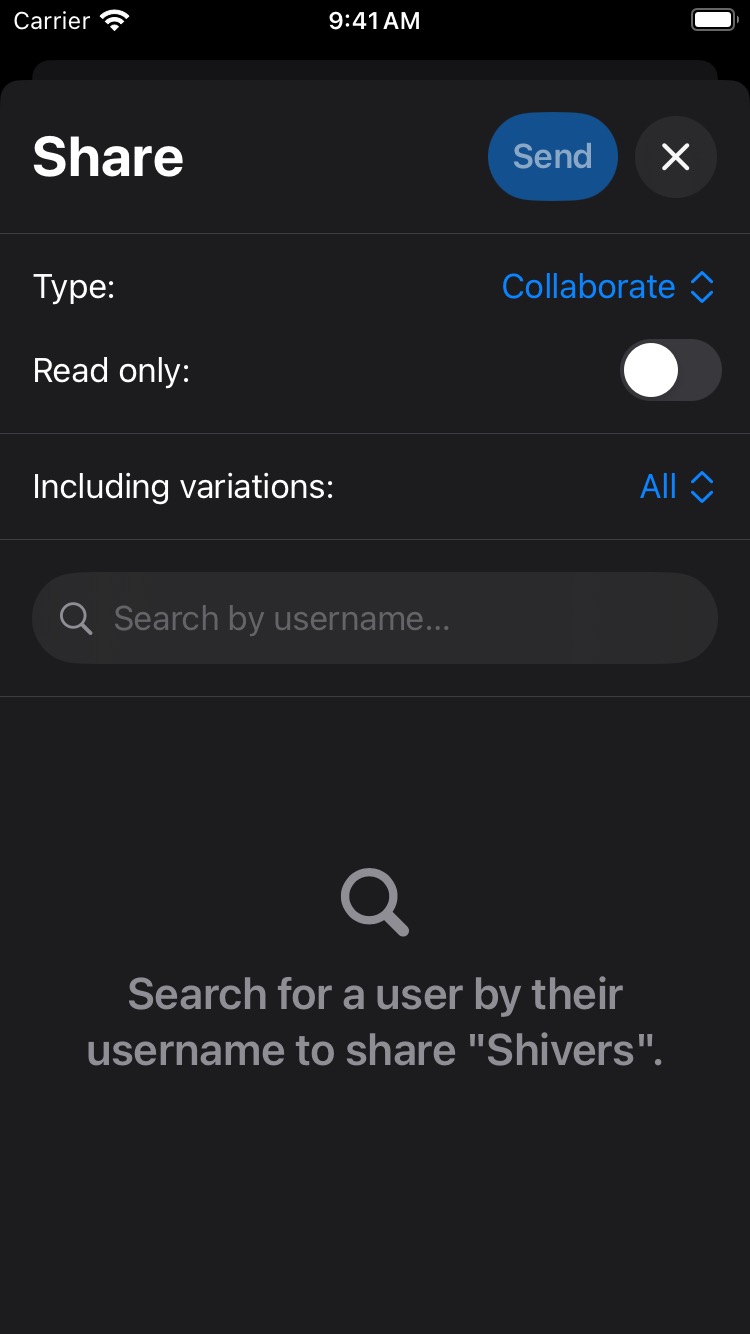 Carrier 9:41 AM
Share Send
Type: Collaborate
Read only:
Including variations: All
Search by username...
Search for a user by their
username to share "Shivers".